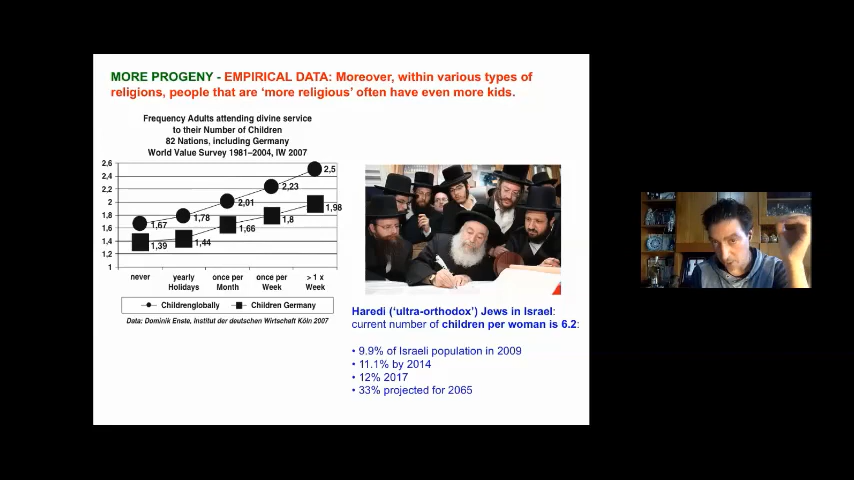 MORE PROGENY - EMPIRICAL DATA: Moreover, within various types of
religions, people that are ‘more religious’ often have even more kids.
Frequency Adults attending divine service
to their Number of Children
82 Nations, including Germany
World Value Survey 1981–2004, IW 2007
2,6
2,4
2,2
2
1,8
1,6
1,4
1,2
1
1,67
1,78
2,01
2,23
2,5
1,39
1,44
1,66
1,8
1,98
never
yearly
Holidays
once per
Month
once per
Week
> 1 x
Week
Childrenglobally
Children Germany
Data: Dominik Enste, Institut der deutschen Wirtschaft Köln 2007
Haredi (‘ultra-orthodox’) Jews in Israel:
current number of children per woman is 6.2:
• 9.9% of Israeli population in 2009
• 11.1% by 2014
• 12% 2017
• 33% projected for 2065